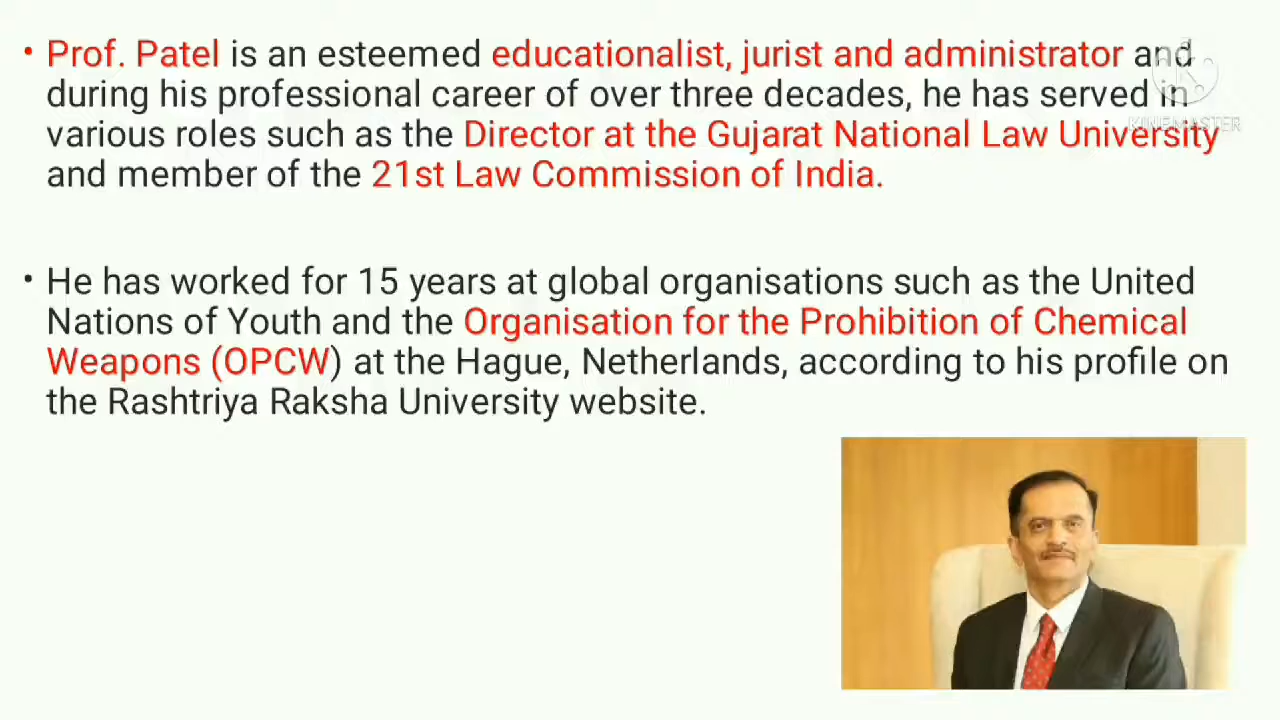 • Prof. Patel is an esteemed educationalist, jurist and administrator and
during his professional career of over three decades, he has served in
various roles such as the Director at the Gujarat National Law University
and member of the 21st Law Commission of India.
• He has worked for 15 years at global organisations such as the United
Nations of Youth and the Organisation for the Prohibition of Chemical
Weapons (OPCW) at the Hague, Netherlands, according to his profile on
the Rashtriya Raksha University website.
KINEMASTER